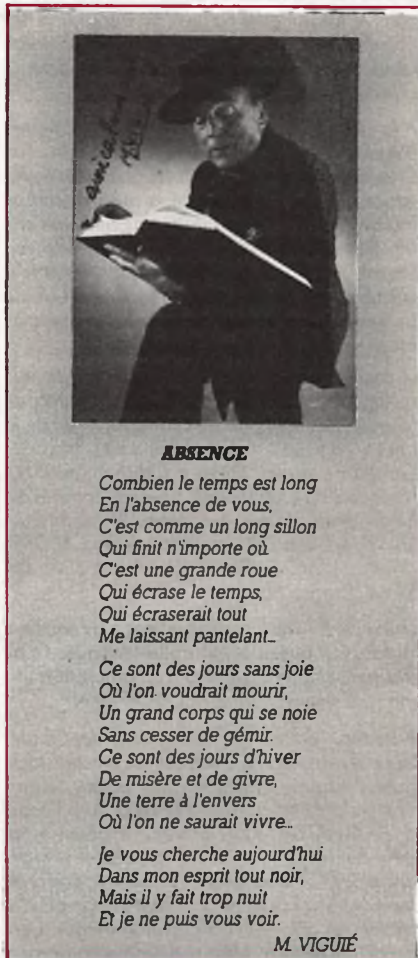 ABSENCE
Combien le temps est long
En l'absence de vous,
C'est comme un long sillon
Qui finit n'importe où
C'est une grande roue
Qui écrase le temps,
Qui écraserait tout
Me laissant pantelant...
Ce sont des jours sans joie
Où l'on voudrait mourir,
Un grand corps qui se noie
Sans cesser de gémir.
Ce sont des jours d'hiver
De misère et de givre,
Une terre à l'envers
Où l'on ne saurait vivre...
Je vous cherche aujourd'hui
Dans mon esprit tout noir,
Mais il y fait trop nuit
Et je ne puis vous voir.
M. VIGUIÉ